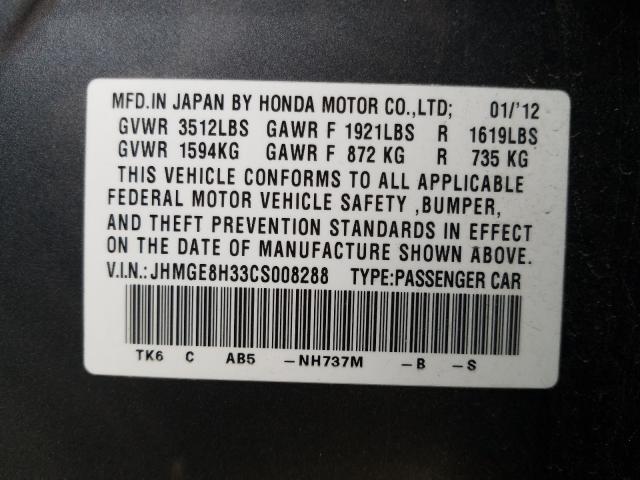 MFD.IN JAPAN BY HONDA MOTOR CO.,LTD; 01/'12
GVWR 3512LBS GAWR F 1921LBS R 1619LBS
GVWR 1594KG GAWR F 872 KG R 735 KG
THIS VEHICLE CONFORMS TO ALL APPLICABLE
FEDERAL MOTOR VEHICLE SAFETY ,BUMPER,
AND THEFT PREVENTION STANDARDS IN EFFECT
ON THE DATE OF MANUFACTURE SHOWN ABOVE.
V.I.N.: JHMGE8H33CS008288 TYPE:PASSENGER CAR
TK6 C AB5 -NH737M -B -S